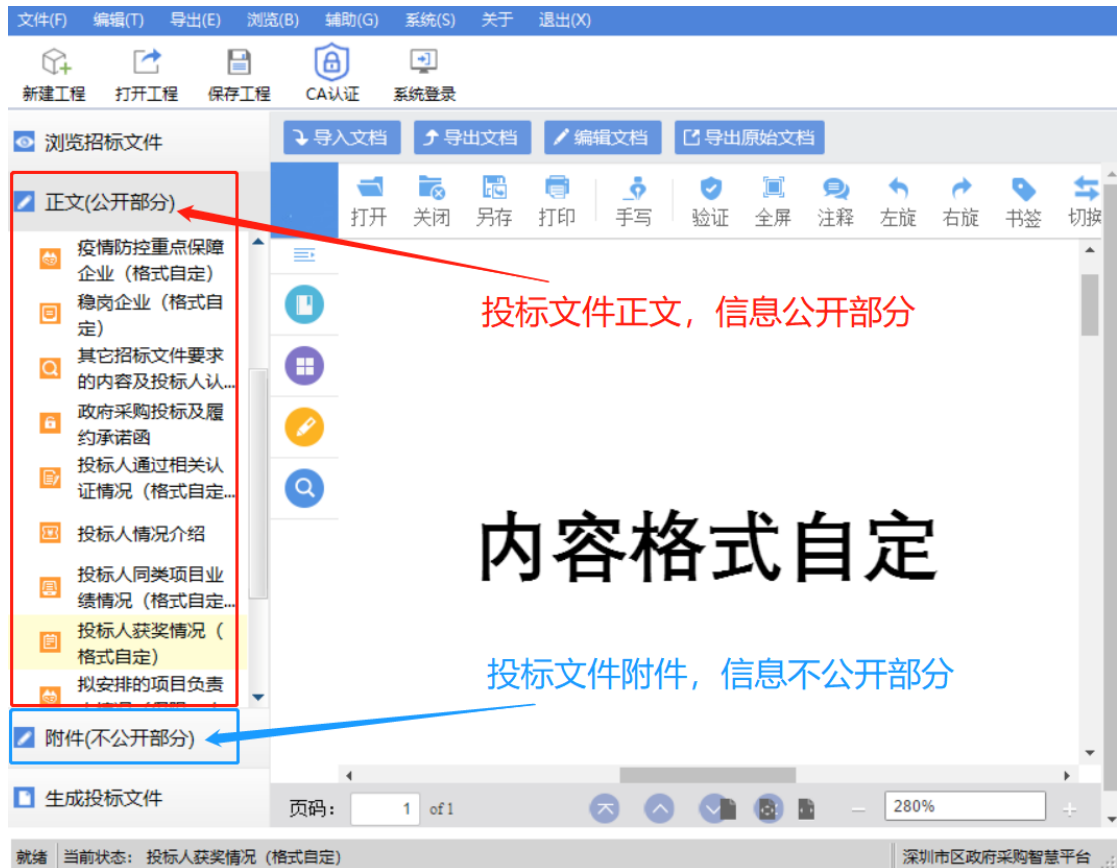 文件(F) 编辑(T) 导出(E) 浏览(B) 辅助(G) 系统(S) 关于 退出(X)
新建工程 打开工程 保存工程 CA认证 系统登录
浏览招标文件
导入文档 导出文档 编辑文档 导出原始文档
正文(公开部分)
打开 关闭 另存 打印 手写 验证 全屏 注释 左旋 右旋 书签 切换
疫情防控重点保障
企业（格式自定）
稳岗企业（格式自
定）
其它招标文件要求
的内容及投标人认...
政府采购投标及履
约承诺函
投标人通过相关认
证情况（格式自定...
投标人情况介绍
投标人同类项目业
绩情况（格式自定...
投标人获奖情况（
格式自定）
拟安排的项目负责
投标文件正文，信息公开部分
内容格式自定
投标文件附件，信息不公开部分
附件(不公开部分)
生成投标文件
页码： 1 of 1 280%
就绪 当前状态： 投标人获奖情况（格式自定） 深圳市区政府采购智慧平台